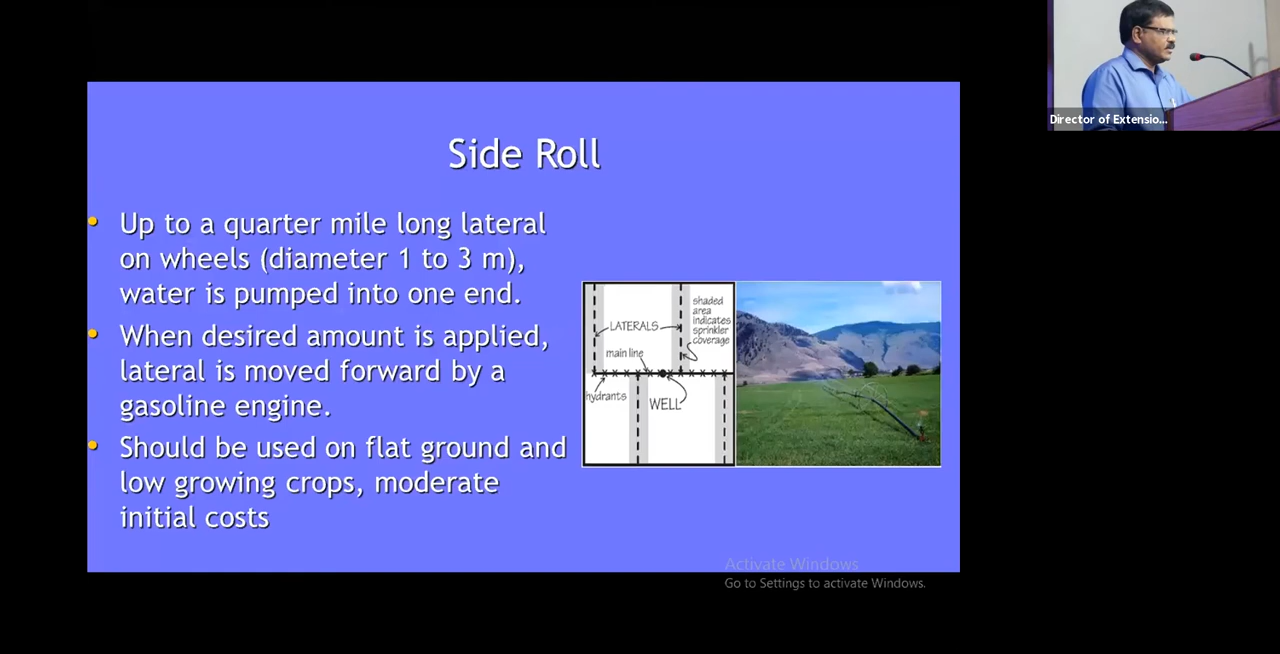 Director of Extensio...
Side Roll
Up to a quarter mile long lateral
on wheels (diameter 1 to 3 m),
water is pumped into one end.
When desired amount is applied,
lateral is moved forward by a
gasoline engine.
Should be used on flat ground and
low growing crops, moderate
initial costs
LATERALS
shaded
area
indicates
sprinkler
coverage
main line
hydrants
WELL
Activate Windows
Go to Settings to activate Windows.